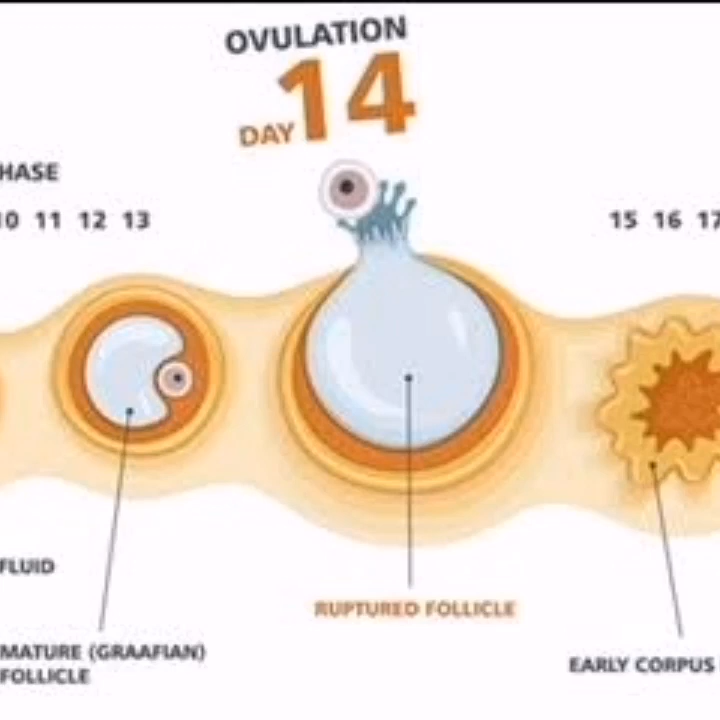 OVULATION
DAY 14
HASE
10 11 12 13
15 16 17
FLUID
MATURE (GRAAFIAN)
FOLLICLE
RUPTURED FOLLICLE
EARLY CORPUS